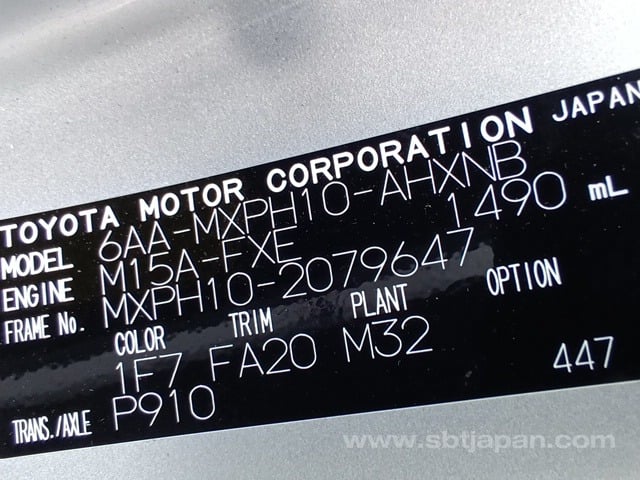 TOYOTA MOTOR CORPORATION JAPAN
MODEL 6AA-MXPH10-AHXNB
ENGINE M15A-FXE 1490 mL
FRAME No. MXPH10-2079647
COLOR TRIM PLANT OPTION
1F7 FA20 M32
TRANS./AXLE P910 447
www.sbtjapan.com